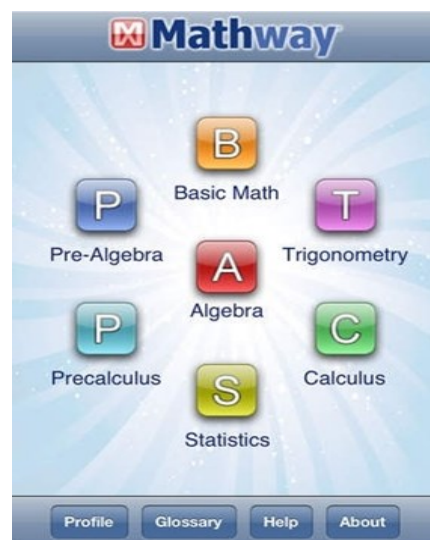 Mathway
B
Basic Math
P
Pre-Algebra
T
Trigonometry
A
Algebra
P
Precalculus
C
Calculus
S
Statistics
Profile Glossary Help About